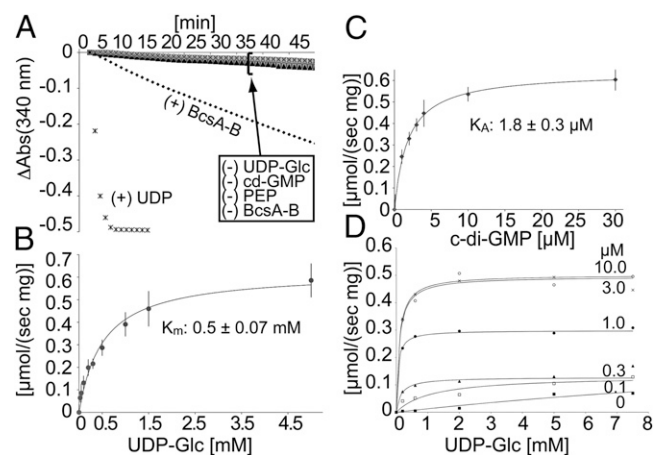 A
[min]
0 5 10 15 20 25 30 35 40 45
0
-0.1
-0.2
-0.3
-0.4
-0.5
ΔAbs(340 nm)
(+) BcsA-B
(+) UDP
(-) UDP-Glc
(-) cd-GMP
(-) PEP
(-) BcsA-B
B
[μmol/(sec mg)]
0.7
0.6
0.5
0.4
0.3
0.2
0.1
0
Km: 0.5 ± 0.07 mM
0 0.5 1.5 2.5 3.5 4.5
UDP-Glc [mM]
C
[μmol/(sec mg)]
0.6
0.5
0.4
0.3
0.2
0.1
0
KA: 1.8 ± 0.3 μM
0 5 10 15 20 25 30
c-di-GMP [μM]
D
[μmol/(sec mg)]
0.6
0.5
0.4
0.3
0.2
0.1
0
μM
10.0
3.0
1.0
0.3
0.1
0
0 1 2 3 4 5 6 7
UDP-Glc [mM]